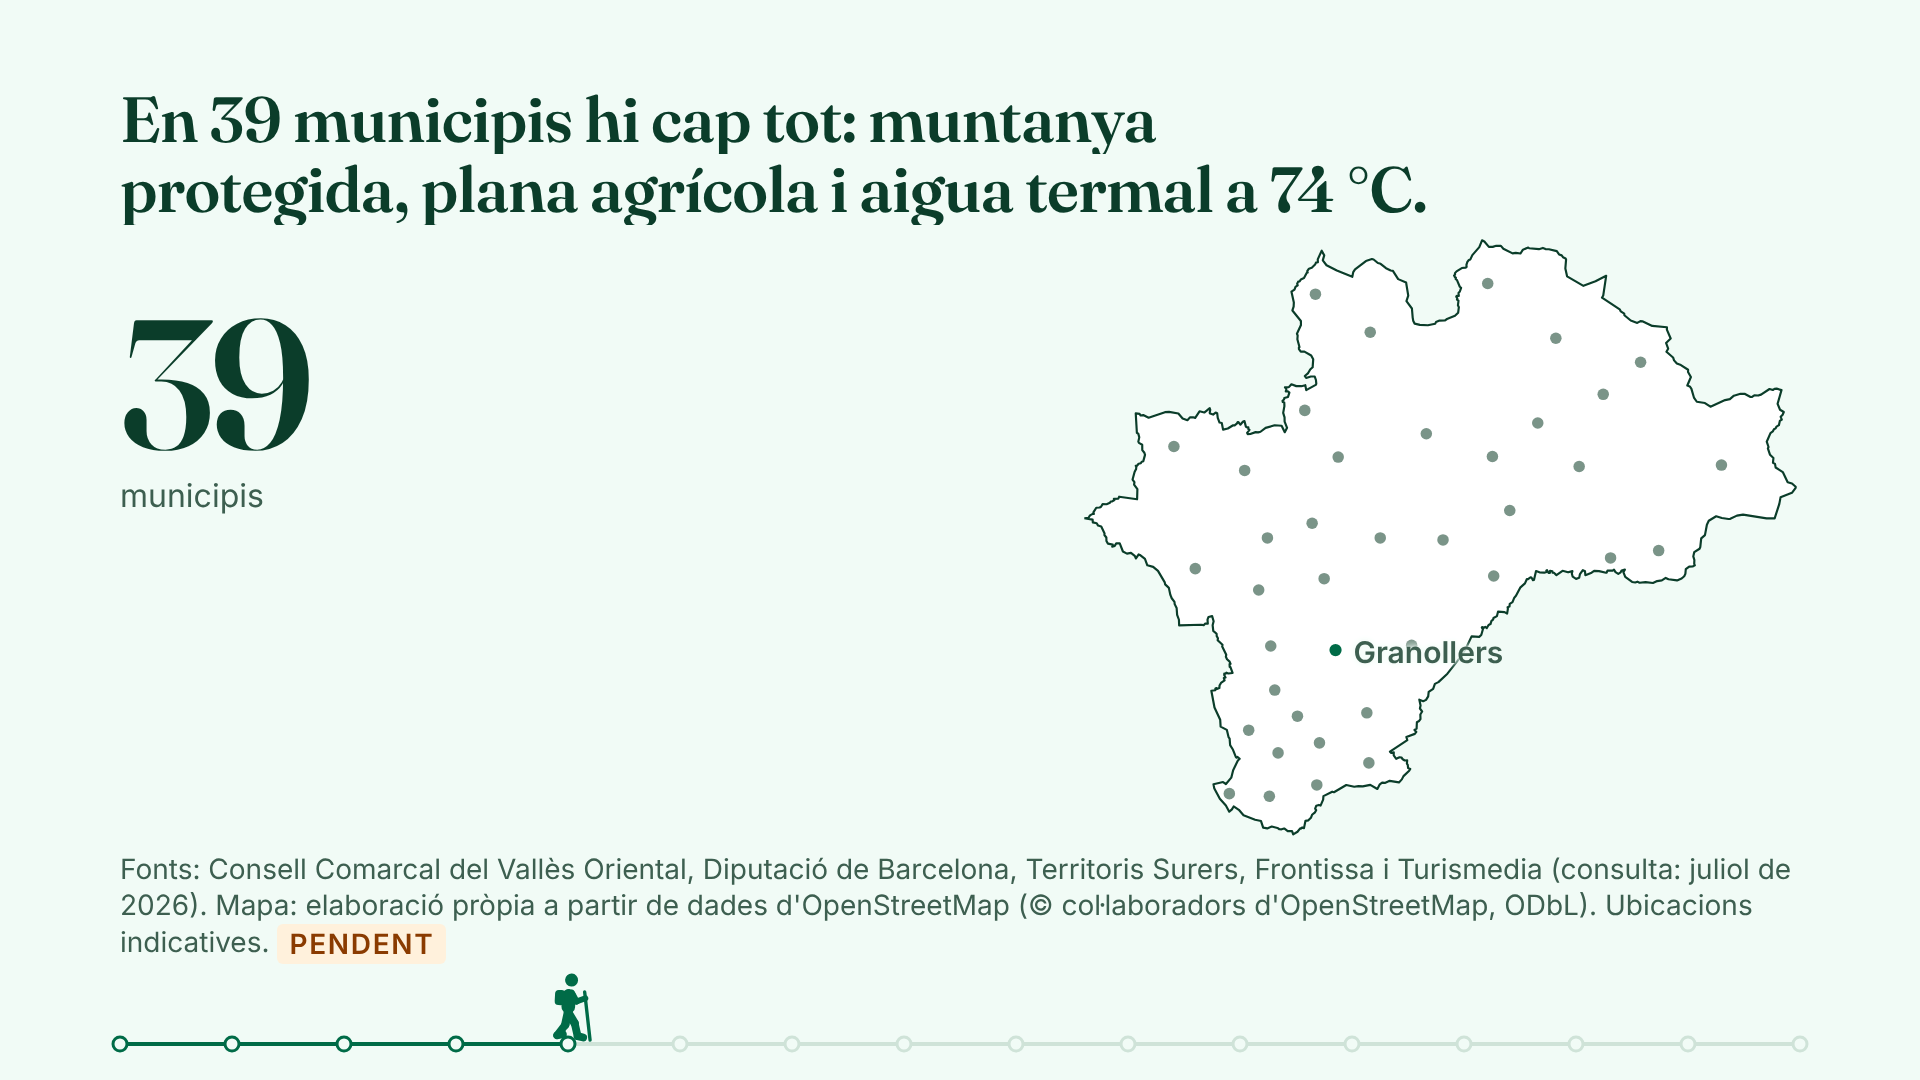 En 39 municipis hi cap tot: muntanya
protegida, plana agrícola i aigua termal a 74 °C.
39
municipis
Granollers
Fonts: Consell Comarcal del Vallès Oriental, Diputació de Barcelona, Territoris Surers, Frontissa i Turismedia (consulta: juliol de
2026). Mapa: elaboració pròpia a partir de dades d'OpenStreetMap (© col·laboradors d'OpenStreetMap, ODbL). Ubicacions
indicatives. PENDENT